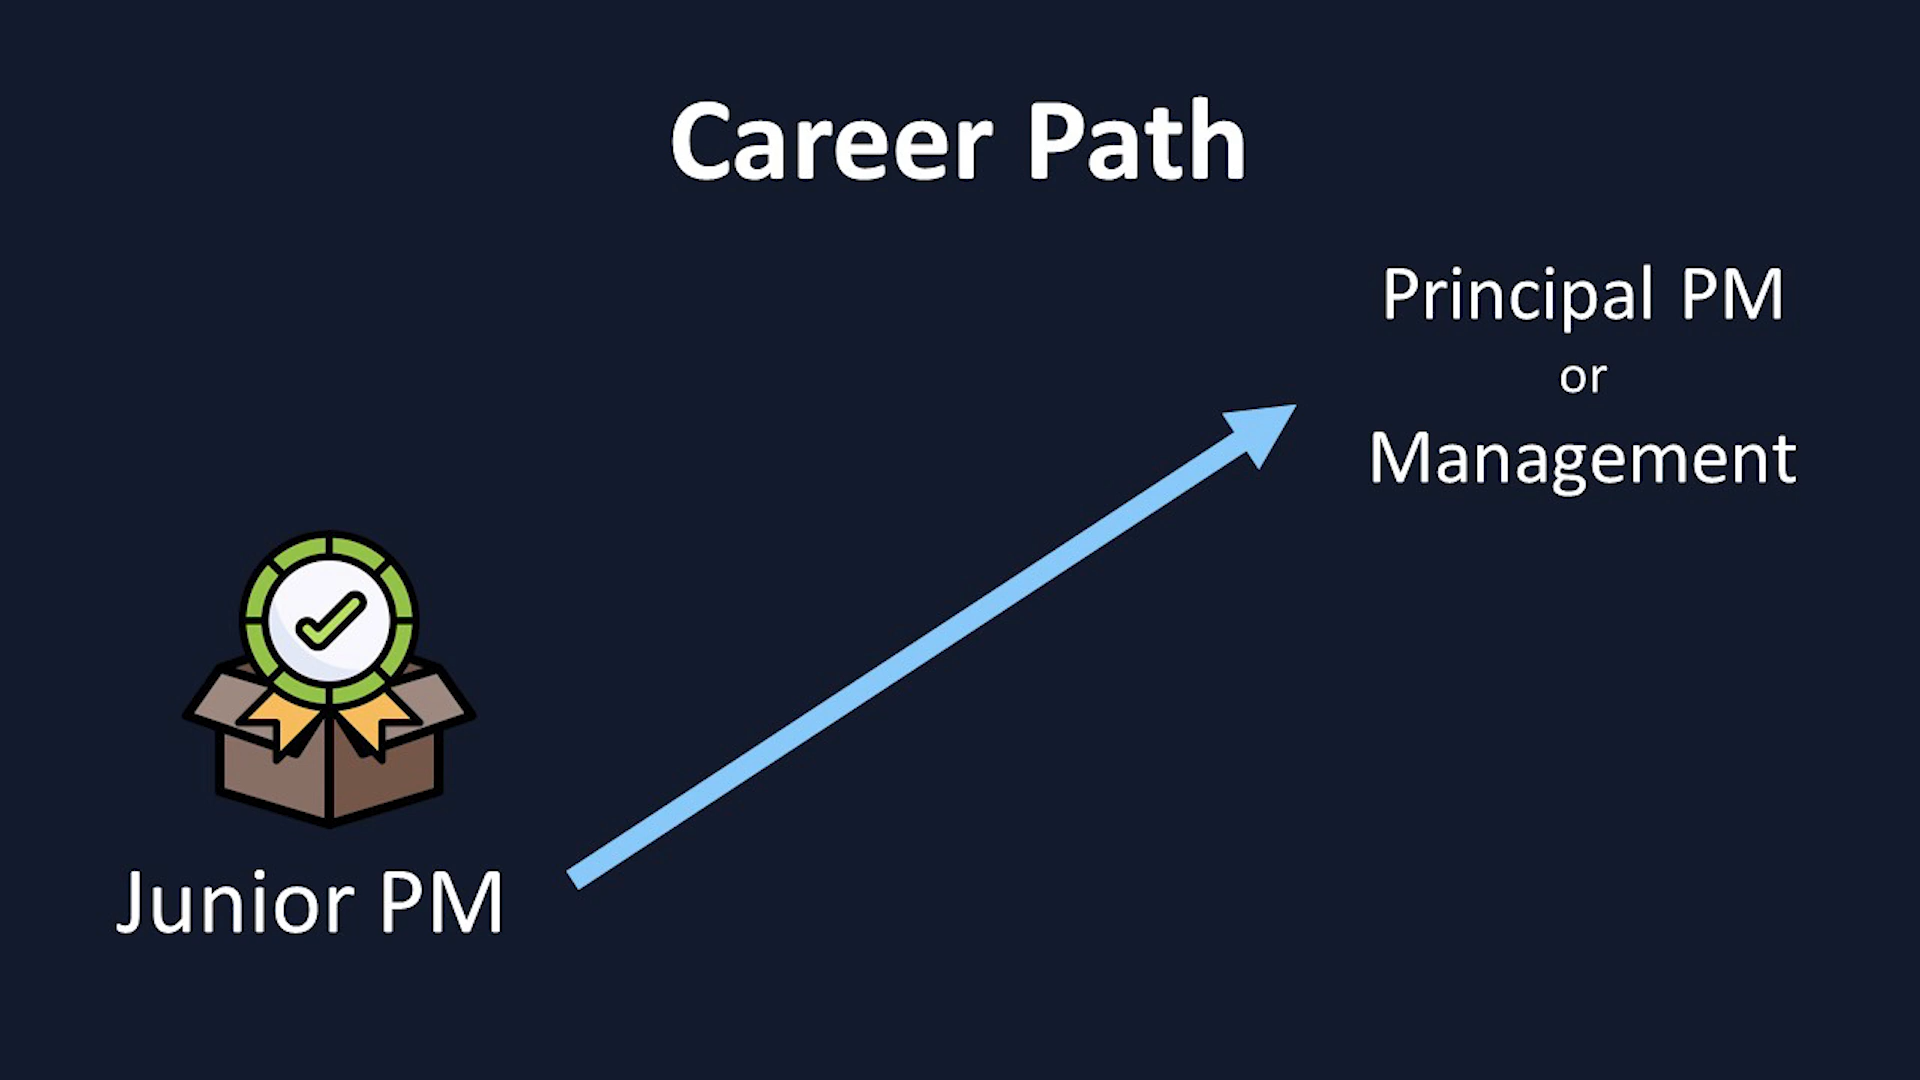 Career Path
Principal PM
or
Management
Junior PM